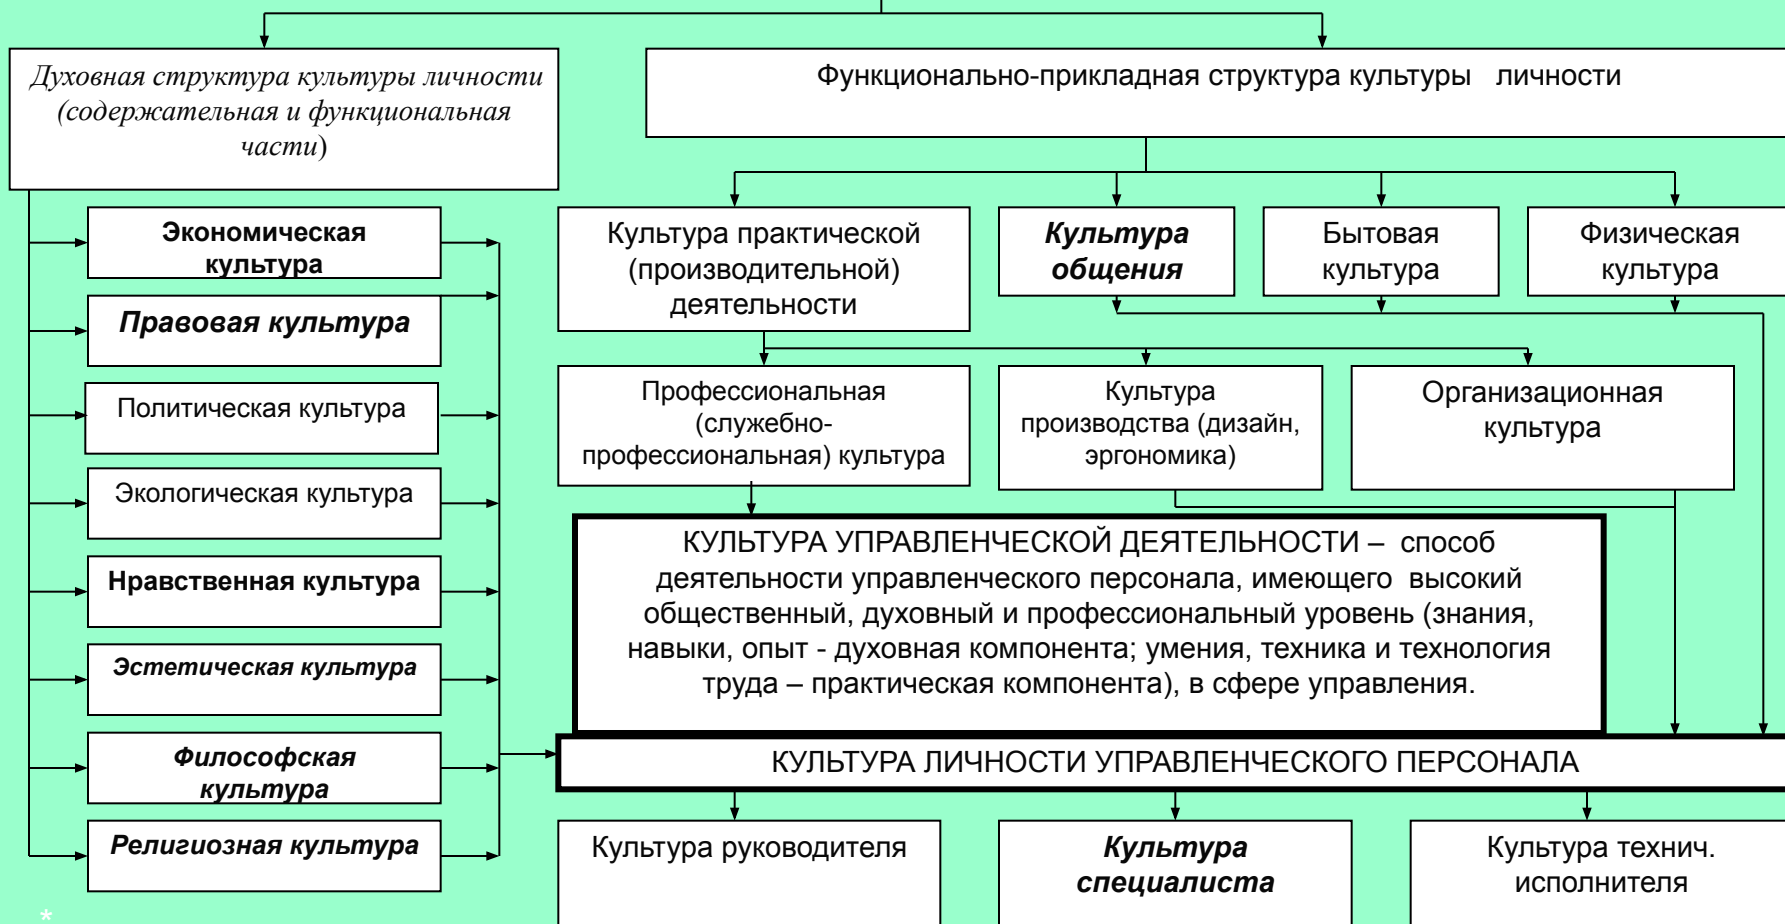 Духовная структура культуры личности
(содержательная и функциональная
части)
Функционально-прикладная структура культуры личности
Экономическая
культура
Правовая культура
Политическая культура
Экологическая культура
Нравственная культура
Эстетическая культура
Философская
культура
Религиозная культура
Культура практической
(производительной)
деятельности
Культура
общения
Бытовая
культура
Физическая
культура
Профессиональная
(служебно-
профессиональная) культура
Культура
производства (дизайн,
эргономика)
Организационная
культура
КУЛЬТУРА УПРАВЛЕНЧЕСКОЙ ДЕЯТЕЛЬНОСТИ – способ
деятельности управленческого персонала, имеющего высокий
общественный, духовный и профессиональный уровень (знания,
навыки, опыт - духовная компонента; умения, техника и технология
труда – практическая компонента), в сфере управления.
КУЛЬТУРА ЛИЧНОСТИ УПРАВЛЕНЧЕСКОГО ПЕРСОНАЛА
Культура руководителя
Культура
специалиста
Культура технич.
исполнителя
*